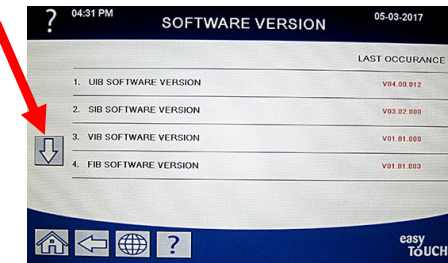 ?
04:31 PM
SOFTWARE VERSION
05-03-2017
LAST OCCURANCE
1. UIB SOFTWARE VERSION V04.00.012
2. SIB SOFTWARE VERSION V03.02.000
3. VIB SOFTWARE VERSION V01.01.000
4. FIB SOFTWARE VERSION V01.01.003
?
easy
TOUCH